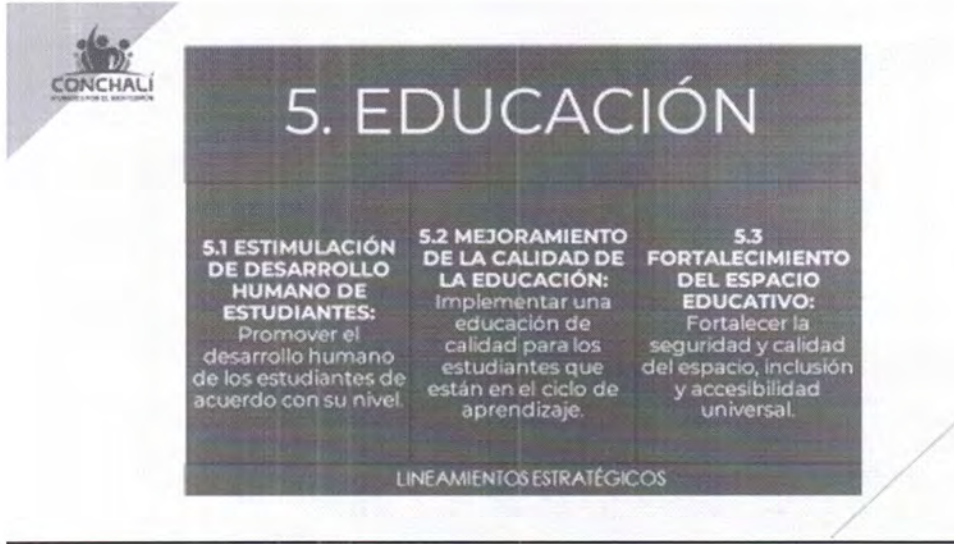 CONCHALÍ
5. EDUCACIÓN
5.1 ESTIMULACIÓN
DE DESARROLLO
HUMANO DE
ESTUDIANTES:
Promover el
desarrollo humano
de los estudiantes de
acuerdo con su nivel.
5.2 MEJORAMIENTO
DE LA CALIDAD DE
LA EDUCACIÓN:
Implementar una
educación de
calidad para los
estudiantes que
están en el ciclo de
aprendizaje.
5.3
FORTALECIMIENTO
DEL ESPACIO
EDUCATIVO:
Fortalecer la
seguridad y calidad
del espacio, inclusión
y accesibilidad
universal.
LINEAMIENTOS ESTRATÉGICOS